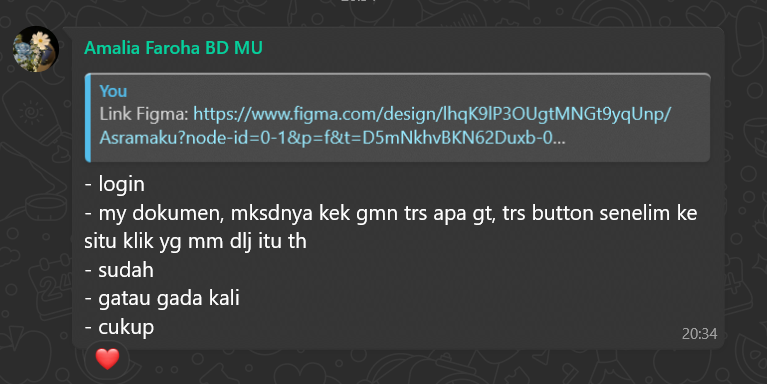 Amalia Faroha BD MU
You
Link Figma: https://www.figma.com/design/lhqK9lP3OUgtMNGt9yqUnp/
Asramaku?node-id=0-1&p=f&t=D5mNkhvBKN62Duxb-0...
- login
- my dokumen, mksdnya kek gmn trs apa gt, trs button senelim ke
situ klik yg mm dlj itu th
- sudah
- gatau gada kali
- cukup
20:34